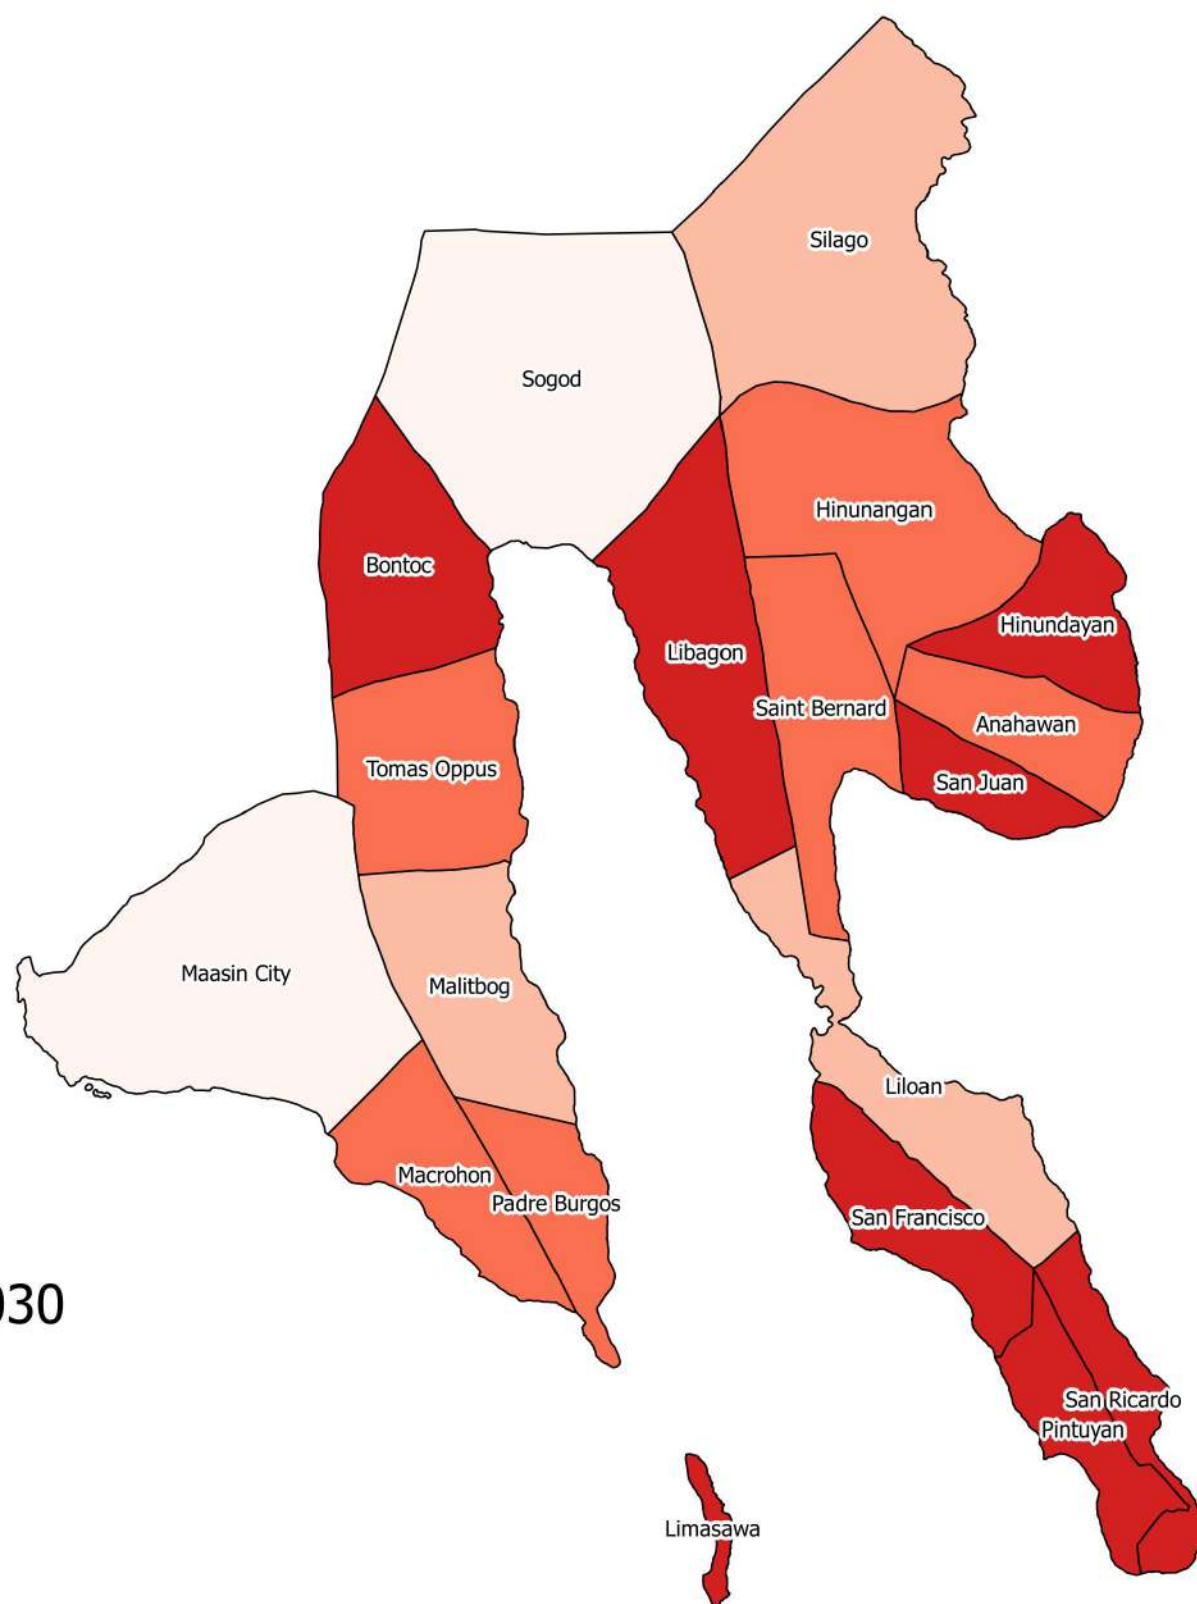 Silago
Sogod
Hinunangan
Bontoc
Hinundayan
Libagon
Saint Bernard
Anahawan
Tomas Oppus
San Juan
Maasin City
Malitbog
Liloan
Macrohon
Padre Burgos
San Francisco
030
San Ricardo
Pintuyan
Limasawa